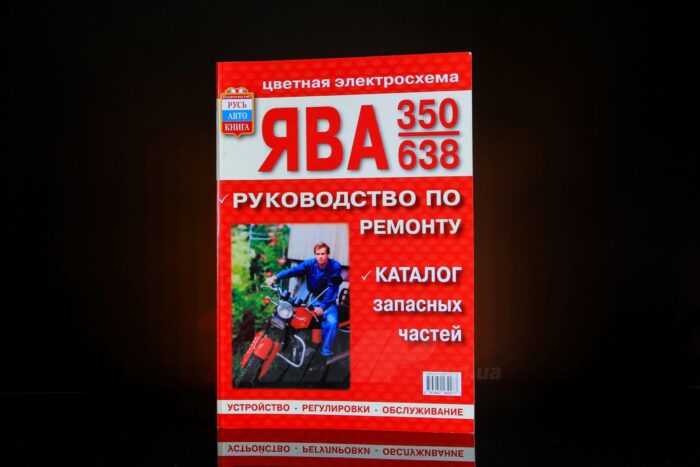 цветная электросхема
РУСЬ
АВТО
КНИГА
ЯВА 350
638
РУКОВОДСТВО ПО
РЕМОНТУ
КАТАЛОГ
запасных
частей
УСТРОЙСТВО - РЕГУЛИРОВКИ - ОБСЛУЖИВАНИЕ